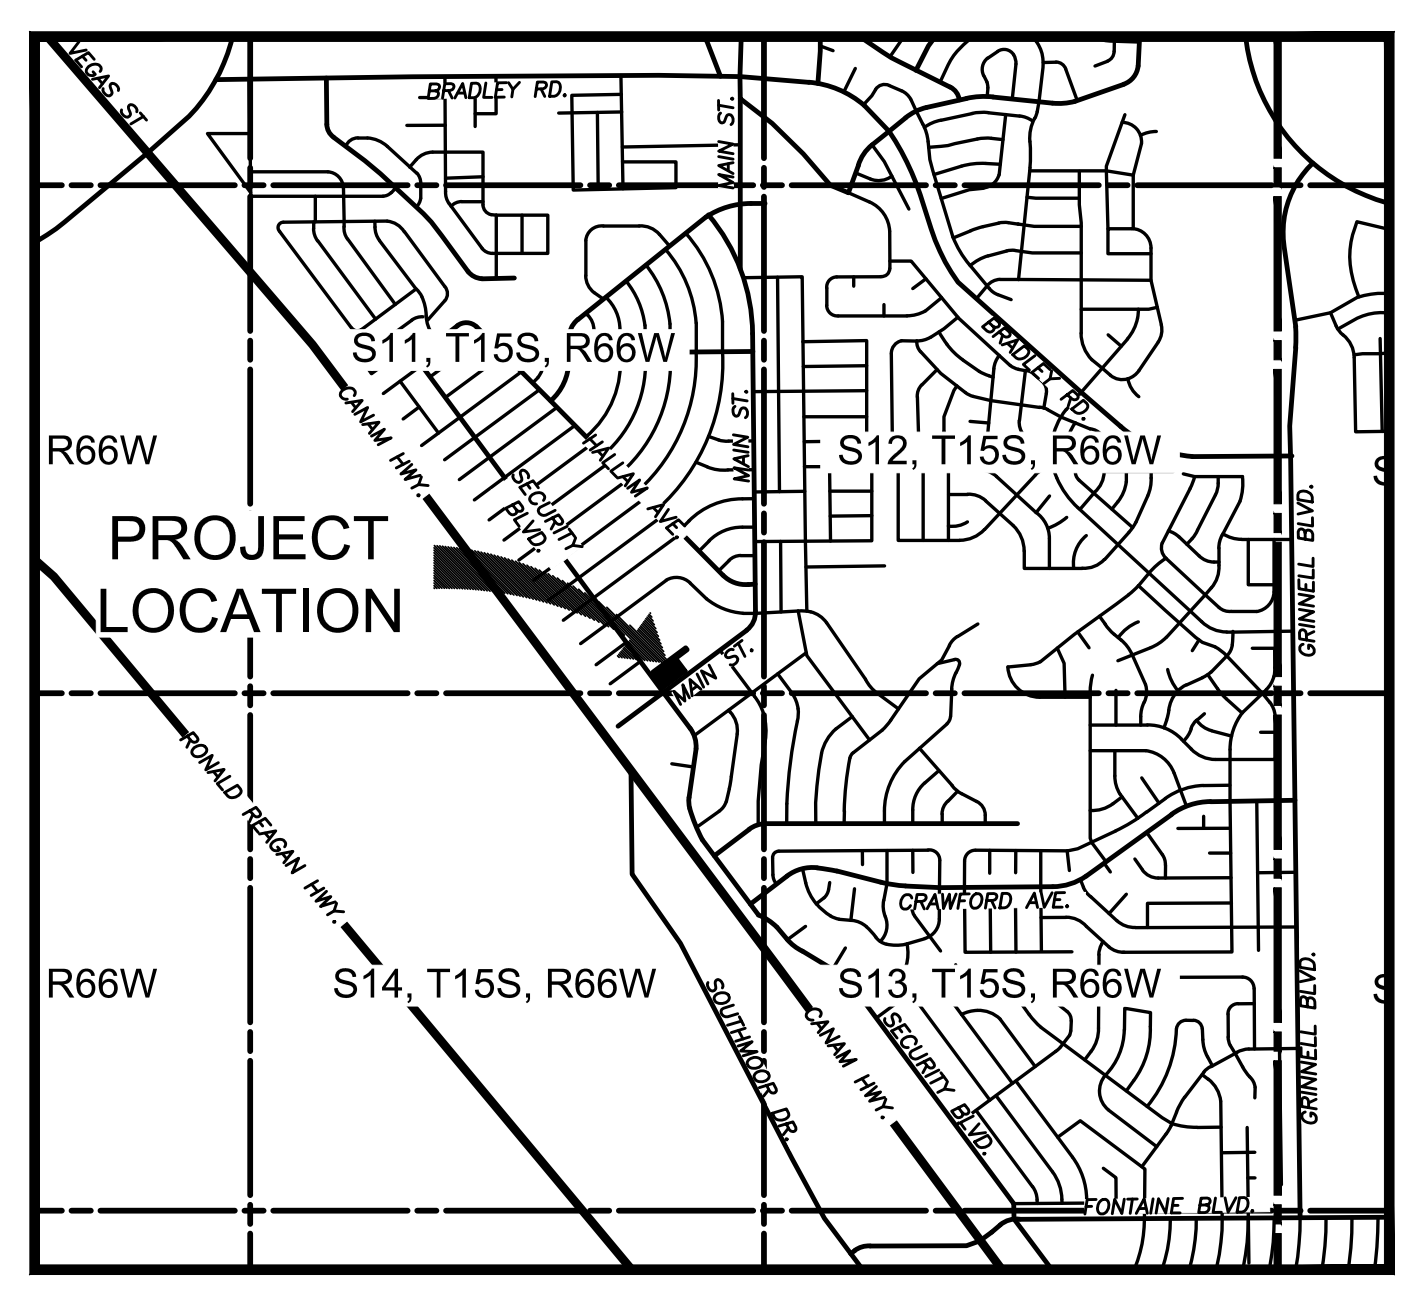 VEGAS ST
BRADLEY RD.
MAIN ST.
S11, T15S, R66W
BRADLEY RD.
CANAM HWY.
MAIN ST.
HALLAM AVE.
R66W
S12, T15S, R66W
S
SECURITY
BLVD.
PROJECT
LOCATION
GRINNELL BLVD.
MAIN ST.
RONALD REAGAN HWY.
CRAWFORD AVE.
R66W
S14, T15S, R66W
S13, T15S, R66W
S
SOUTHMOOR DR.
CANAM HWY.
SECURITY BLVD.
GRINNELL BLVD.
FONTAINE BLVD.